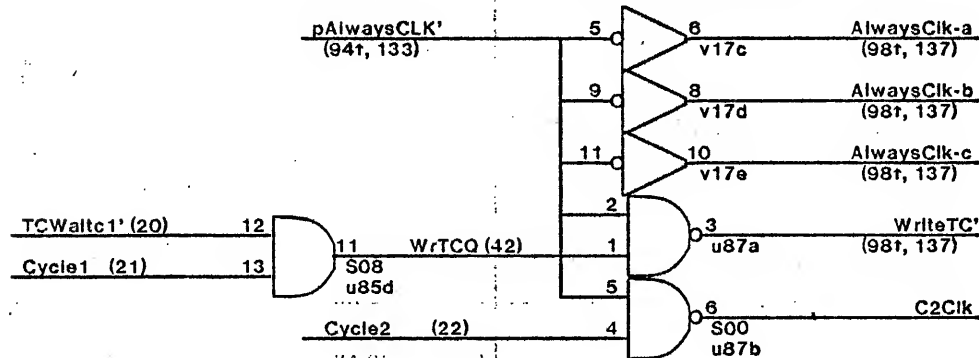 pAlwaysCLK'
(94↑, 133)
5 6 AlwaysClk-a
v17c (98↑, 137)
9 8 AlwaysClk-b
v17d (98↑, 137)
11 10 AlwaysClk-c
v17e (98↑, 137)
2
3 WriteTC'
TCWaitc1' (20) 12
11 WrTCQ (42) 1 u87a (98↑, 137)
Cycle1 (21) 13 S08
u85d
5
6 C2Clk
Cycle2 (22) 4 S00
u87b